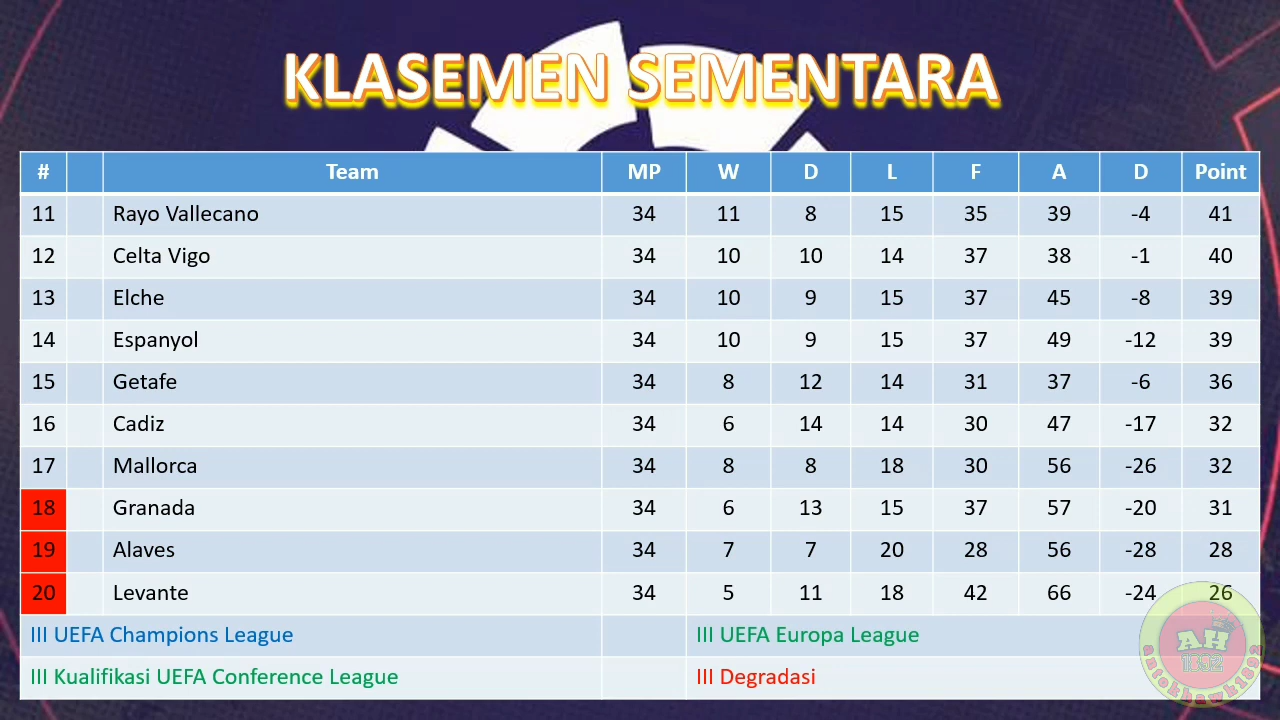 KLASEMEN SEMENTARA
# Team MP W D L F A D Point
11 Rayo Vallecano 34 11 8 15 35 39 -4 41
12 Celta Vigo 34 10 10 14 37 38 -1 40
13 Elche 34 10 9 15 37 45 -8 39
14 Espanyol 34 10 9 15 37 49 -12 39
15 Getafe 34 8 12 14 31 37 -6 36
16 Cadiz 34 6 14 14 30 47 -17 32
17 Mallorca 34 8 8 18 30 56 -26 32
18 Granada 34 6 13 15 37 57 -20 31
19 Alaves 34 7 7 20 28 56 -28 28
20 Levante 34 5 11 18 42 66 -24 26
III UEFA Champions League III UEFA Europa League
III Kualifikasi UEFA Conference League III Degradasi
AH